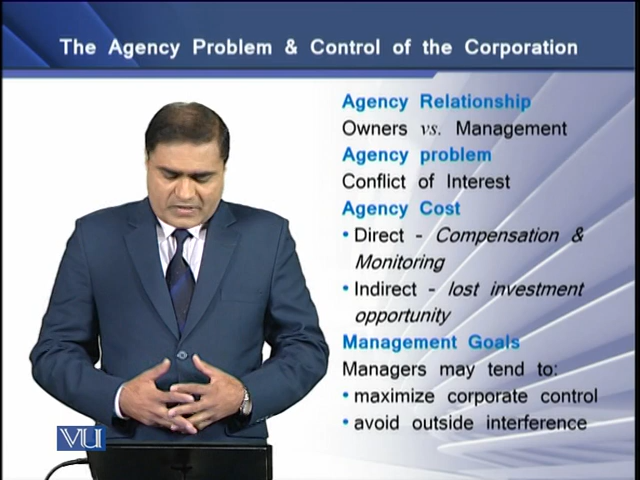 The Agency Problem & Control of the Corporation
Agency Relationship
Owners vs. Management
Agency problem
Conflict of Interest
Agency Cost
• Direct - Compensation &
Monitoring
• Indirect - lost investment
opportunity
Management Goals
Managers may tend to:
• maximize corporate control
• avoid outside interference
VU